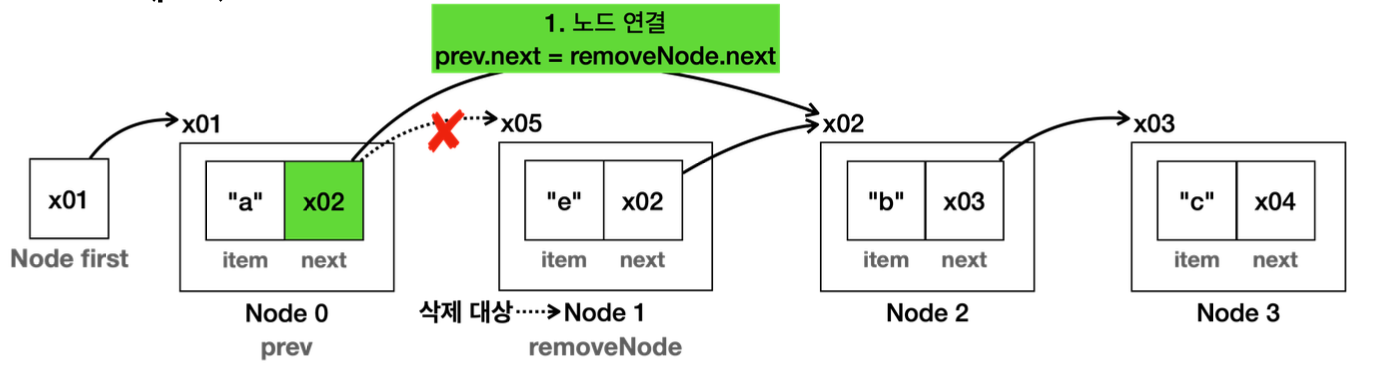 1. 노드 연결
prev.next = removeNode.next
x01
x05
x02
x03
x01
"a"
x02
"e"
x02
"b"
x03
"c"
x04
Node first
item
next
item
next
item
next
item
next
Node 0
삭제 대상
Node 1
Node 2
Node 3
prev
removeNode